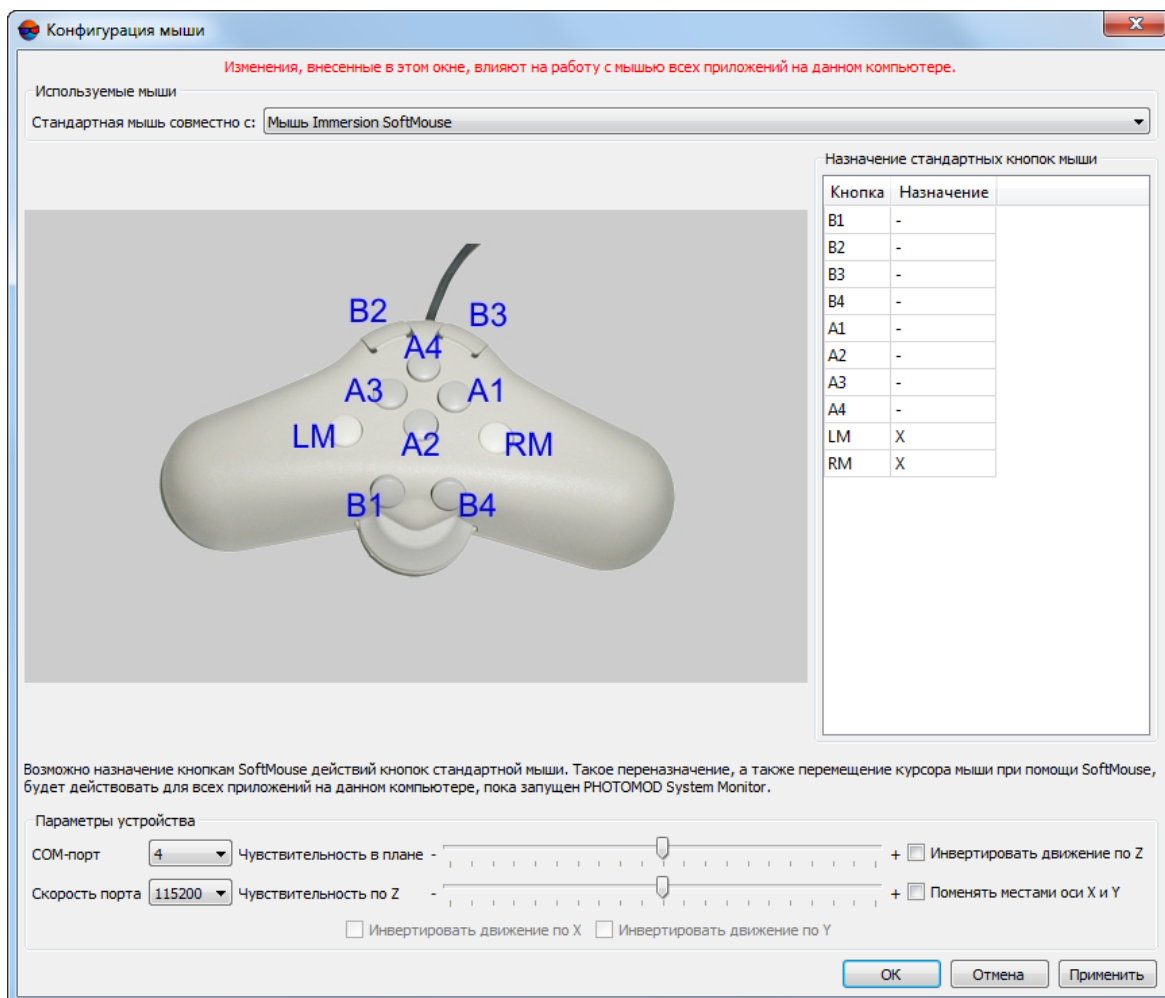 Конфигурация мыши
Изменения, внесенные в этом окне, влияют на работу с мышью всех приложений на данном компьютере.
Используемые мыши
Стандартная мышь совместно с: Мышь Immersion SoftMouse
Назначение стандартных кнопок мыши
Кнопка Назначение
B1 -
B2 -
B3 -
B4 -
A1 -
A2 -
A3 -
A4 -
LM X
RM X
B2 B3
A4
A3 A1
LM A2 RM
B1 B4
Возможно назначение кнопкам SoftMouse действий кнопок стандартной мыши. Такое переназначение, а также перемещение курсора мыши при помощи SoftMouse,
будет действовать для всех приложений на данном компьютере, пока запущен PHOTOMOD System Monitor.
Параметры устройства
COM-порт 4 Чувствительность в плане - + Инвертировать движение по Z
Скорость порта 115200 Чувствительность по Z - + Поменять местами оси X и Y
Инвертировать движение по X Инвертировать движение по Y
OK Отмена Применить